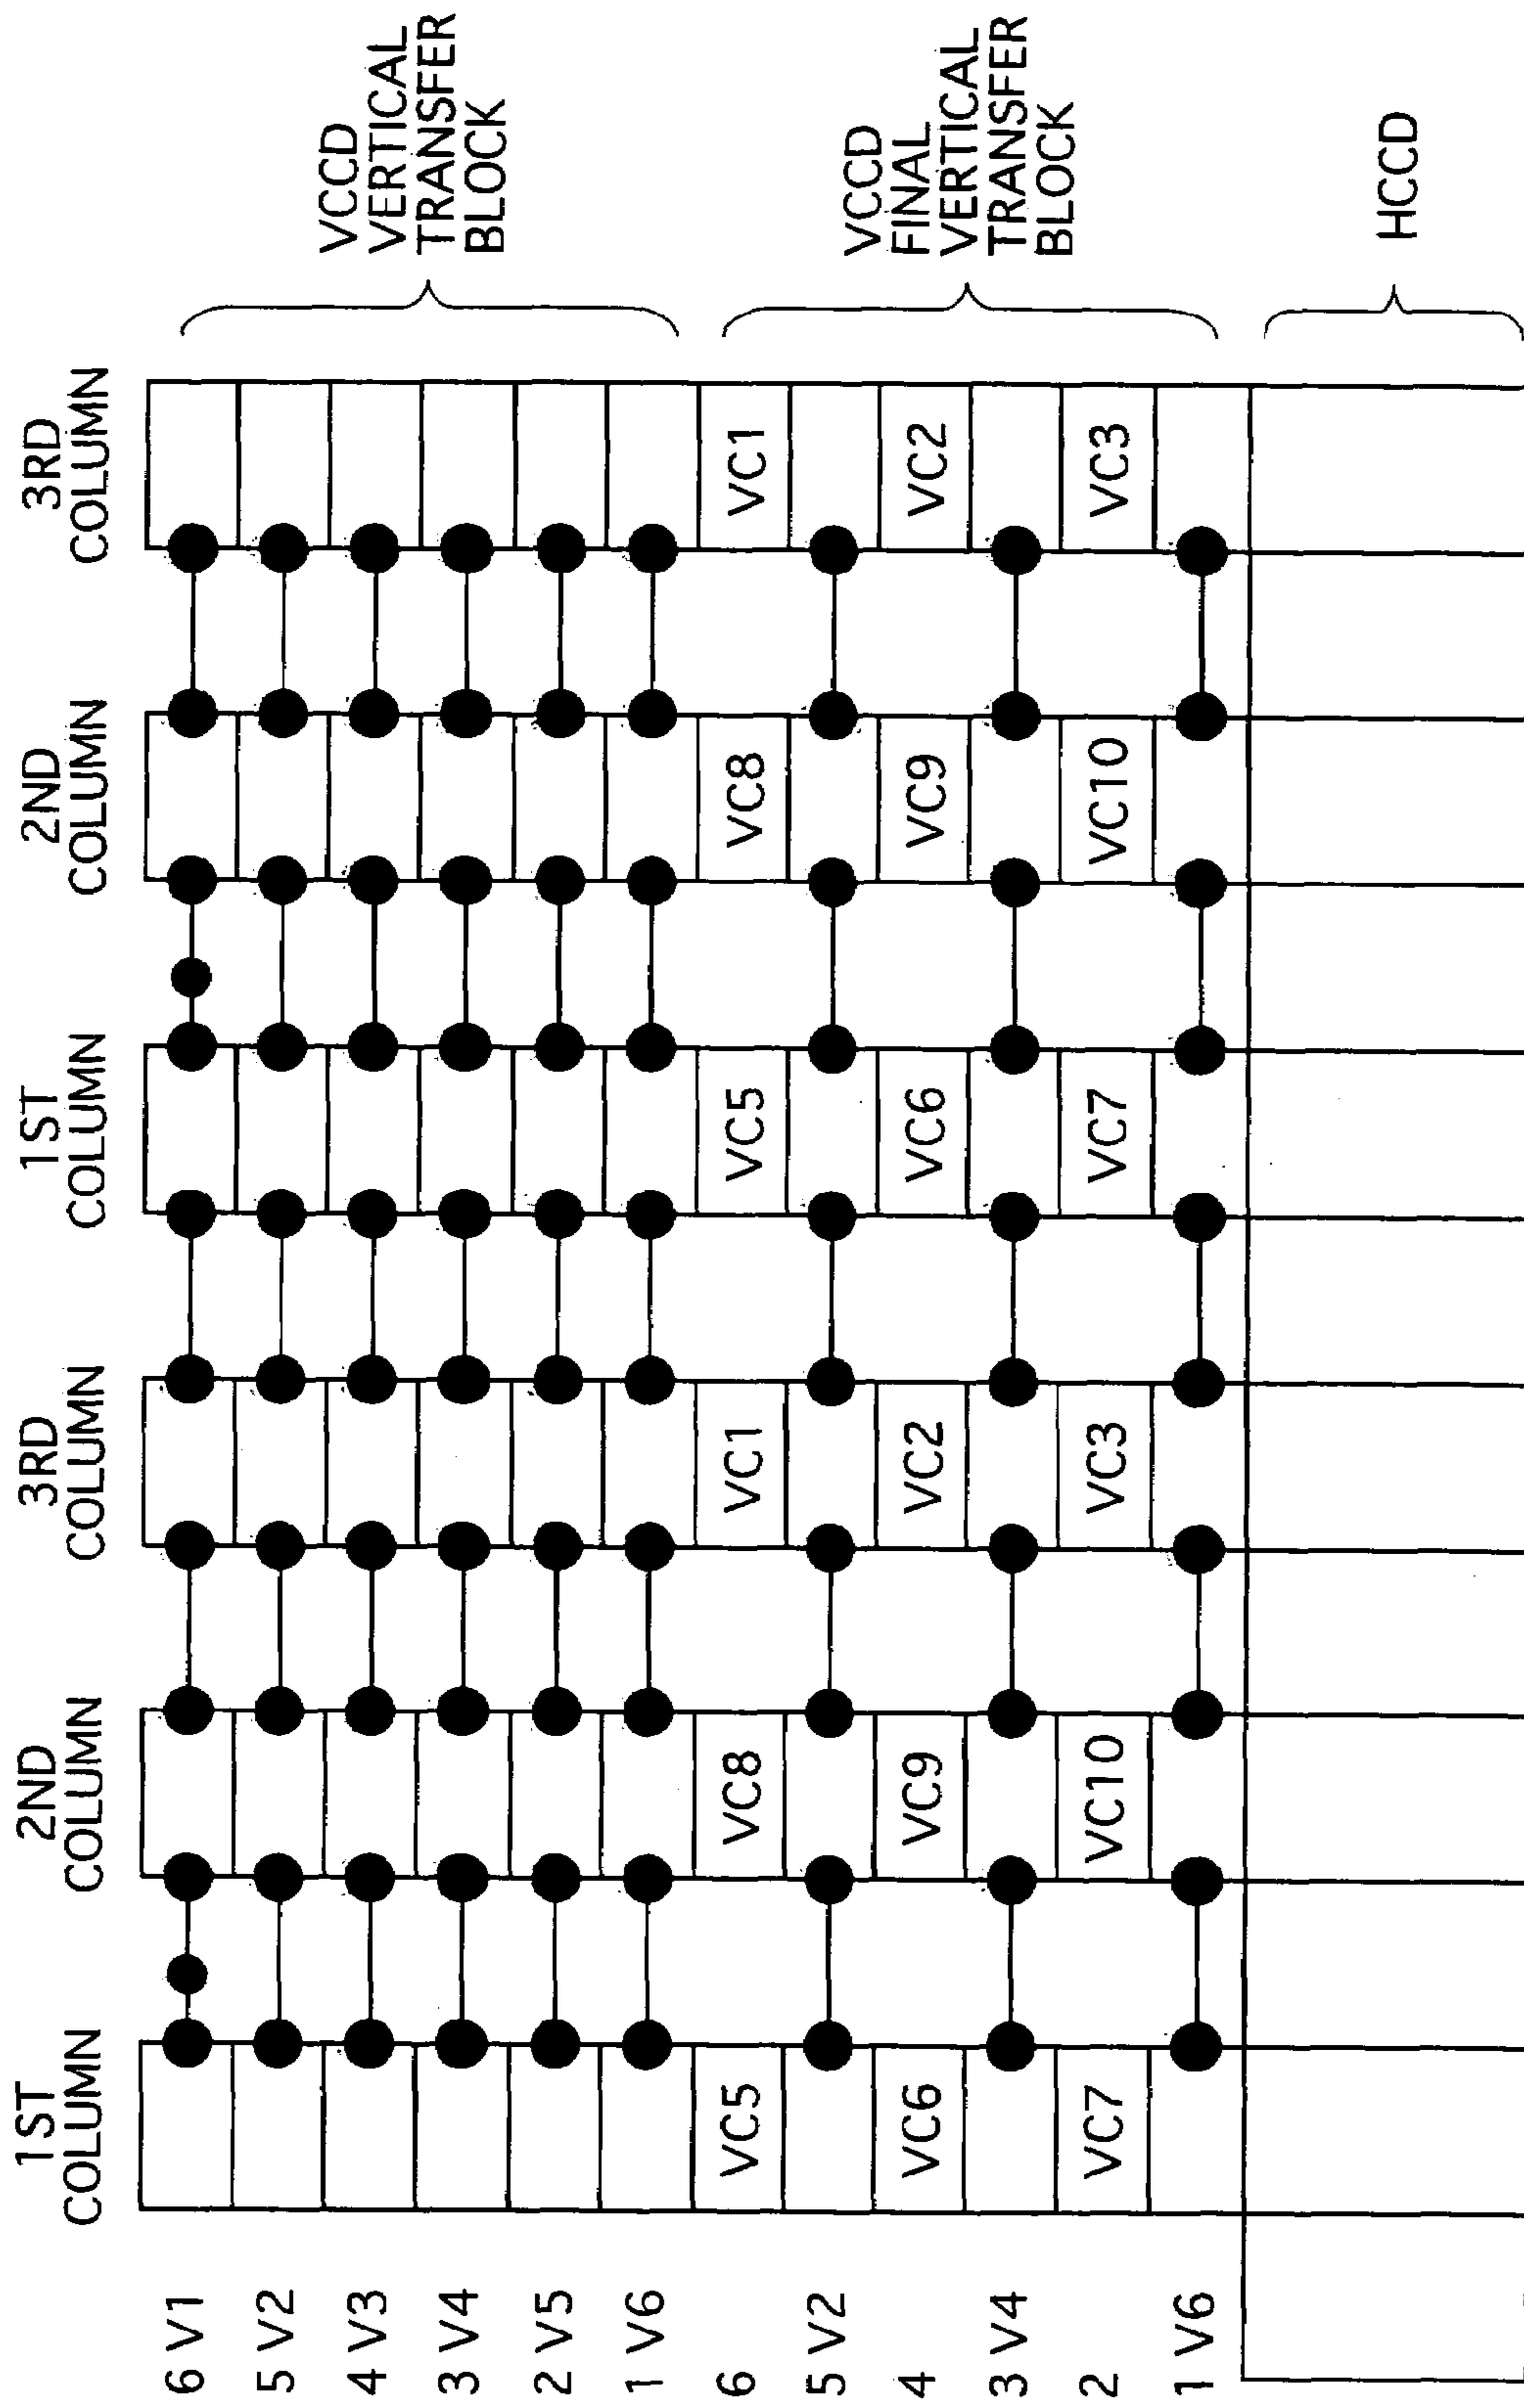 1ST
COLUMN
2ND
COLUMN
3RD
COLUMN
1ST
COLUMN
2ND
COLUMN
3RD
COLUMN
6 V1
5 V2
4 V3
3 V4
2 V5
1 V6
VCCD
VERTICAL
TRANSFER
BLOCK
6 VC5 VC8 VC1 VC5 VC8 VC1
5 V2
4 VC6 VC9 VC2 VC6 VC9 VC2
3 V4
2 VC7 VC10 VC3 VC7 VC10 VC3
1 V6
VCCD
FINAL
VERTICAL
TRANSFER
BLOCK
HCCD